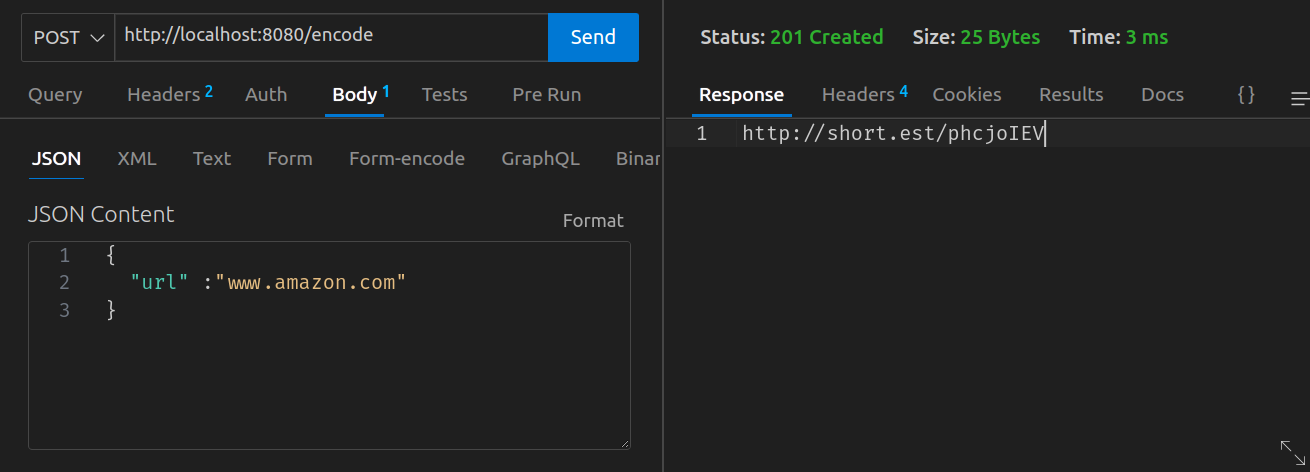 POST http://localhost:8080/encode Send
Query Headers 2 Auth Body 1 Tests Pre Run
JSON XML Text Form Form-encode GraphQL Binar
JSON Content
Format
1 {
2 "url" :"www.amazon.com"
3 }
Status: 201 Created Size: 25 Bytes Time: 3 ms
Response Headers 4 Cookies Results Docs {}
1 http://short.est/phcjoIEV